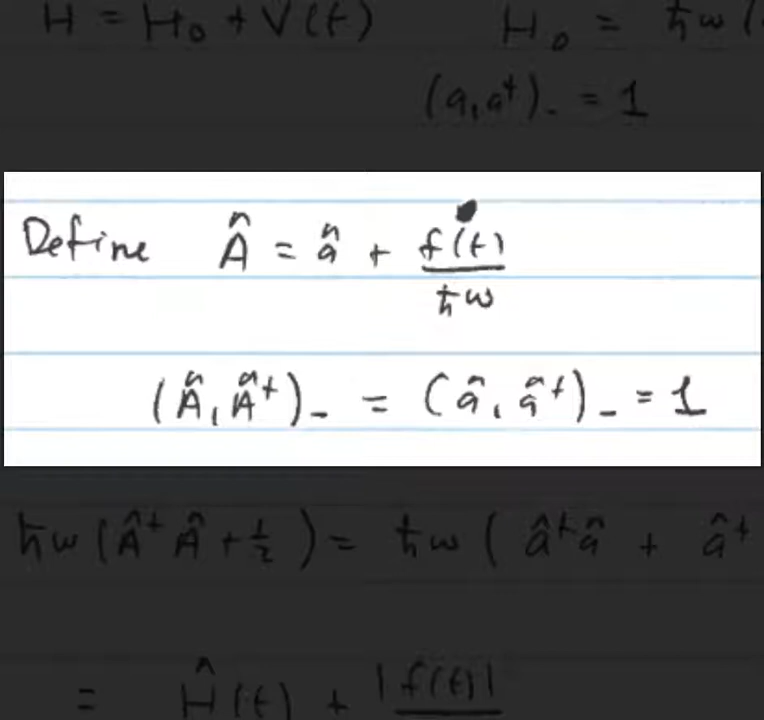 H = H₀ + V(t) H₀ = ħω (
(a, a†)₋ = 1
Define Â = â + f(t)/ħω
(Â, Â†)₋ = (â, â†)₋ = 1
ħω (Â† Â + 1/2) = ħω ( â†â + â†
= Ĥ(t) + |f(t)|